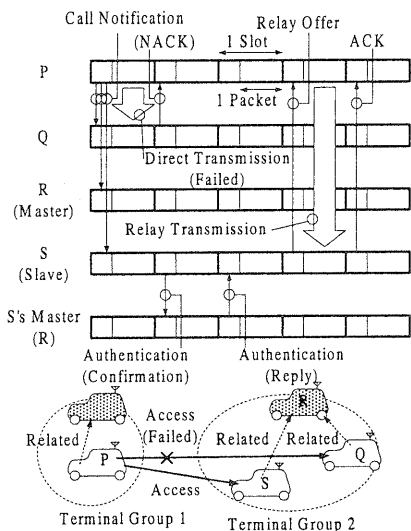 Call Notification
Relay Offer
(NACK)
1 Slot
ACK
P
1 Packet
Q
Direct Transmission
(Failed)
R
(Master)
Relay Transmission
S
(Slave)
S's Master
(R)
Authentication
(Confirmation)
Authentication
(Reply)
Access
(Failed)
R
Related
Related
Related
P
Q
S
Access
Terminal Group 1
Terminal Group 2